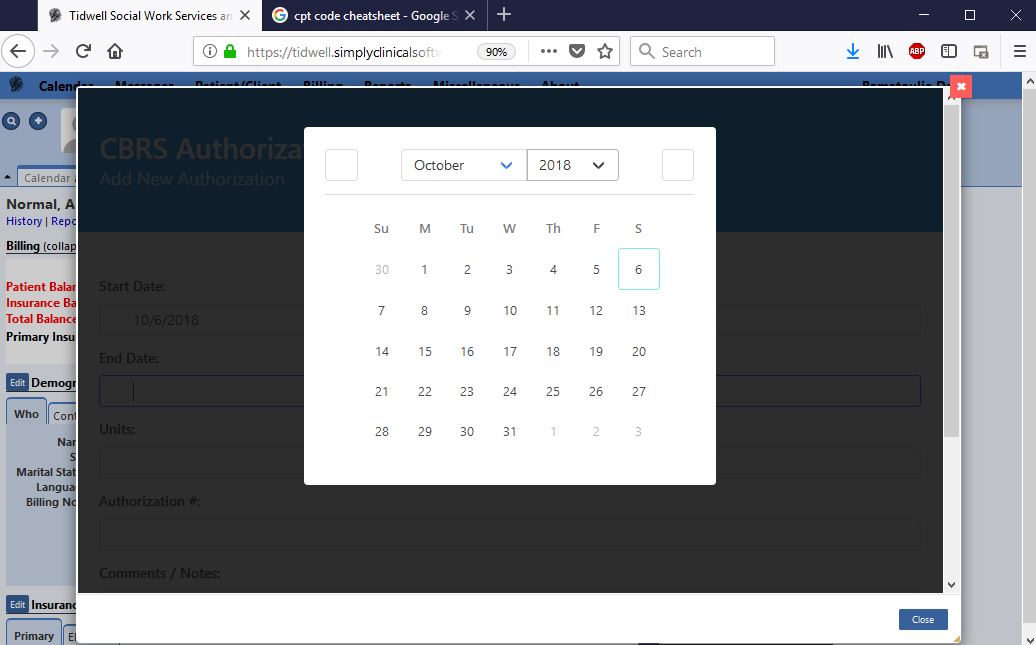 Tidwell Social Work Services an
cpt code cheatsheet - Google S
https://tidwell.simplyclinicalsoftw
90%
Search
ABP
Calendar Messages Patient/Client Billing Reports Miscellaneous About
CBRS Authoriza
Add New Authorization
Calendar
Normal, A
History | Repo
Billing (collap
Patient Balan
Insurance Ba
Total Balance
Primary Insu
Edit Demogr
Who Cont
Nar
S
Marital Stat
Langua
Billing No
Edit Insuranc
Primary El
Start Date:
10/6/2018
End Date:
Units:
Authorization #:
Comments / Notes:
October 2018
Su M Tu W Th F S
30 1 2 3 4 5 6
7 8 9 10 11 12 13
14 15 16 17 18 19 20
21 22 23 24 25 26 27
28 29 30 31 1 2 3
Close